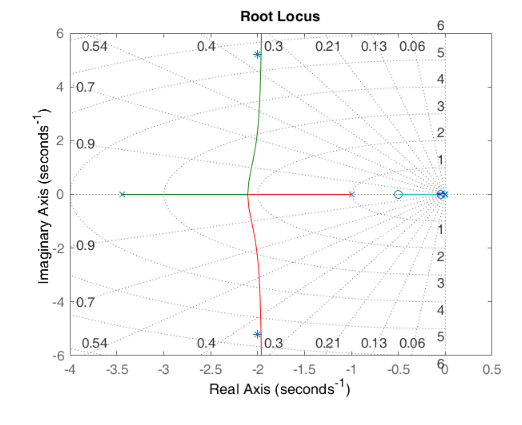 Root Locus
6
0.54 0.4 0.3 0.21 0.13 0.06 5
4 0.7 4
3
2 0.9 2
1
0
1
-2 0.9 2
3
-4 0.7 4
0.54 0.4 0.3 0.21 0.13 0.06 5
-6 6
-4 -3.5 -3 -2.5 -2 -1.5 -1 -0.5 0 0.5
Real Axis (seconds⁻¹)
Imaginary Axis (seconds⁻¹)
6